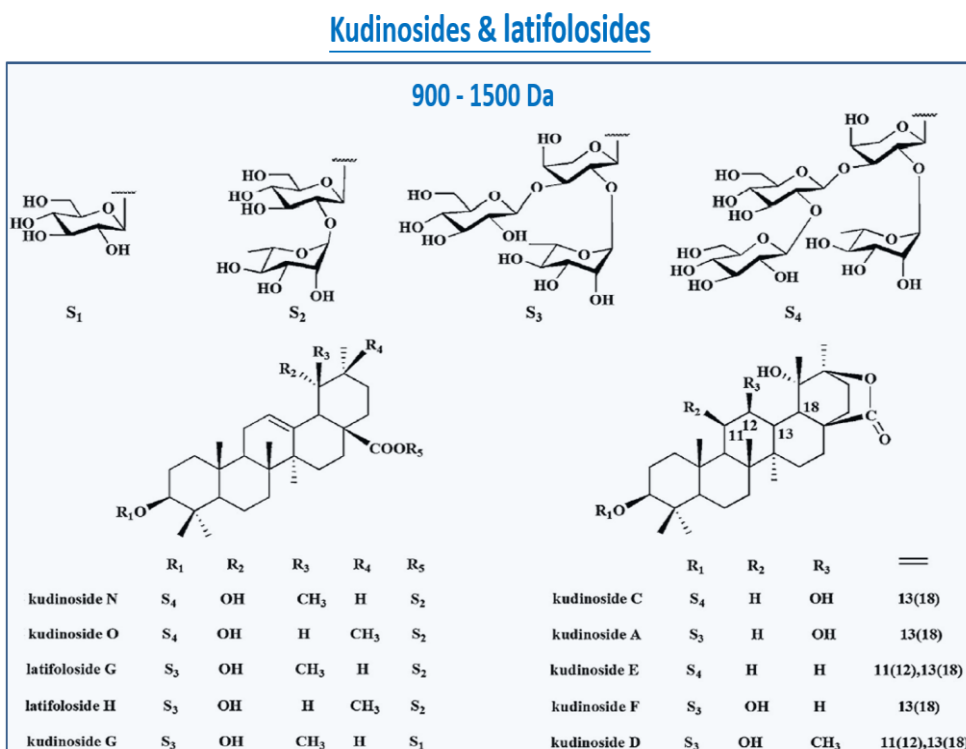 Kudinosides & latifolosides
900 - 1500 Da
HO
O
O
HO
HO
O
HO
OH
S₁
HO
HO
HO
O
O
O
HO
HO
OH
S₂
HO
O
HO
O
O
HO
HO
OH
O
HO
HO
OH
S₃
HO
O
HO
O
O
HO
HO
O
O
HO
O
HO
HO
OH
HO
HO
OH
S₄
R₂
R₃
R₄
COOR₅
R₁O
HO
R₃
R₂
18
O
12
11
13
O
R₁O
R₁ R₂ R₃ R₄ R₅
kudinoside N S₄ OH CH₃ H S₂
kudinoside O S₄ OH H CH₃ S₂
latifoloside G S₃ OH CH₃ H S₂
latifoloside H S₃ OH H CH₃ S₂
kudinoside G S₃ OH CH₃ H S₁
R₁ R₂ R₃
kudinoside C S₄ H OH 13(18)
kudinoside A S₃ H OH 13(18)
kudinoside E S₄ H H 11(12),13(18)
kudinoside F S₃ OH H 13(18)
kudinoside D S₃ OH CH₃ 11(12),13(18)